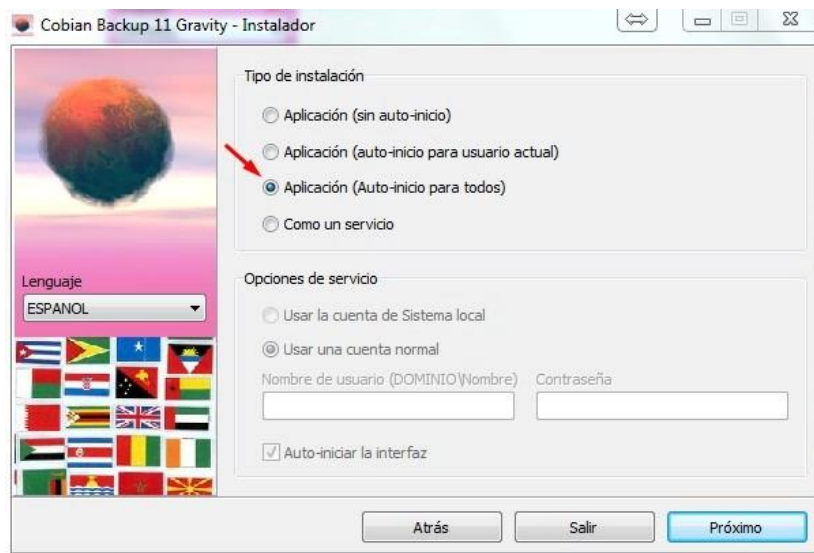 Cobian Backup 11 Gravity - Instalador
Tipo de instalación
Aplicación (sin auto-inicio)
Aplicación (auto-inicio para usuario actual)
Aplicación (Auto-inicio para todos)
Como un servicio
Lenguaje
ESPANOL
Opciones de servicio
Usar la cuenta de Sistema local
Usar una cuenta normal
Nombre de usuario (DOMINIO\Nombre) Contraseña
Auto-iniciar la interfaz
Atrás Salir Próximo